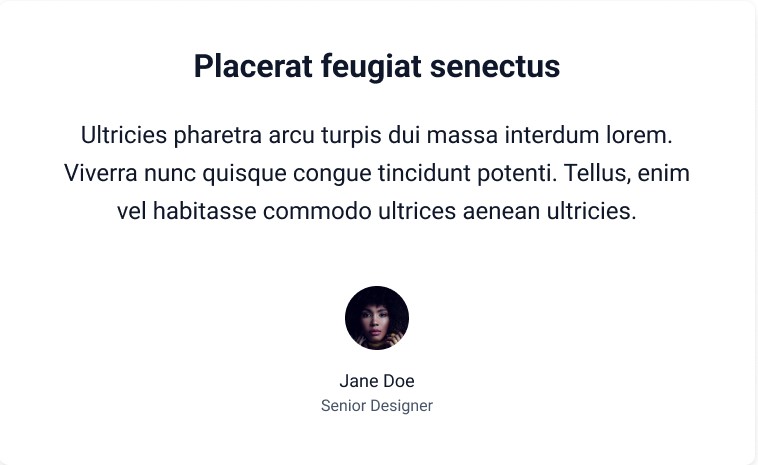 Placerat feugiat senectus
Ultricies pharetra arcu turpis dui massa interdum lorem.
Viverra nunc quisque congue tincidunt potenti. Tellus, enim
vel habitasse commodo ultrices aenean ultricies.
Jane Doe
Senior Designer